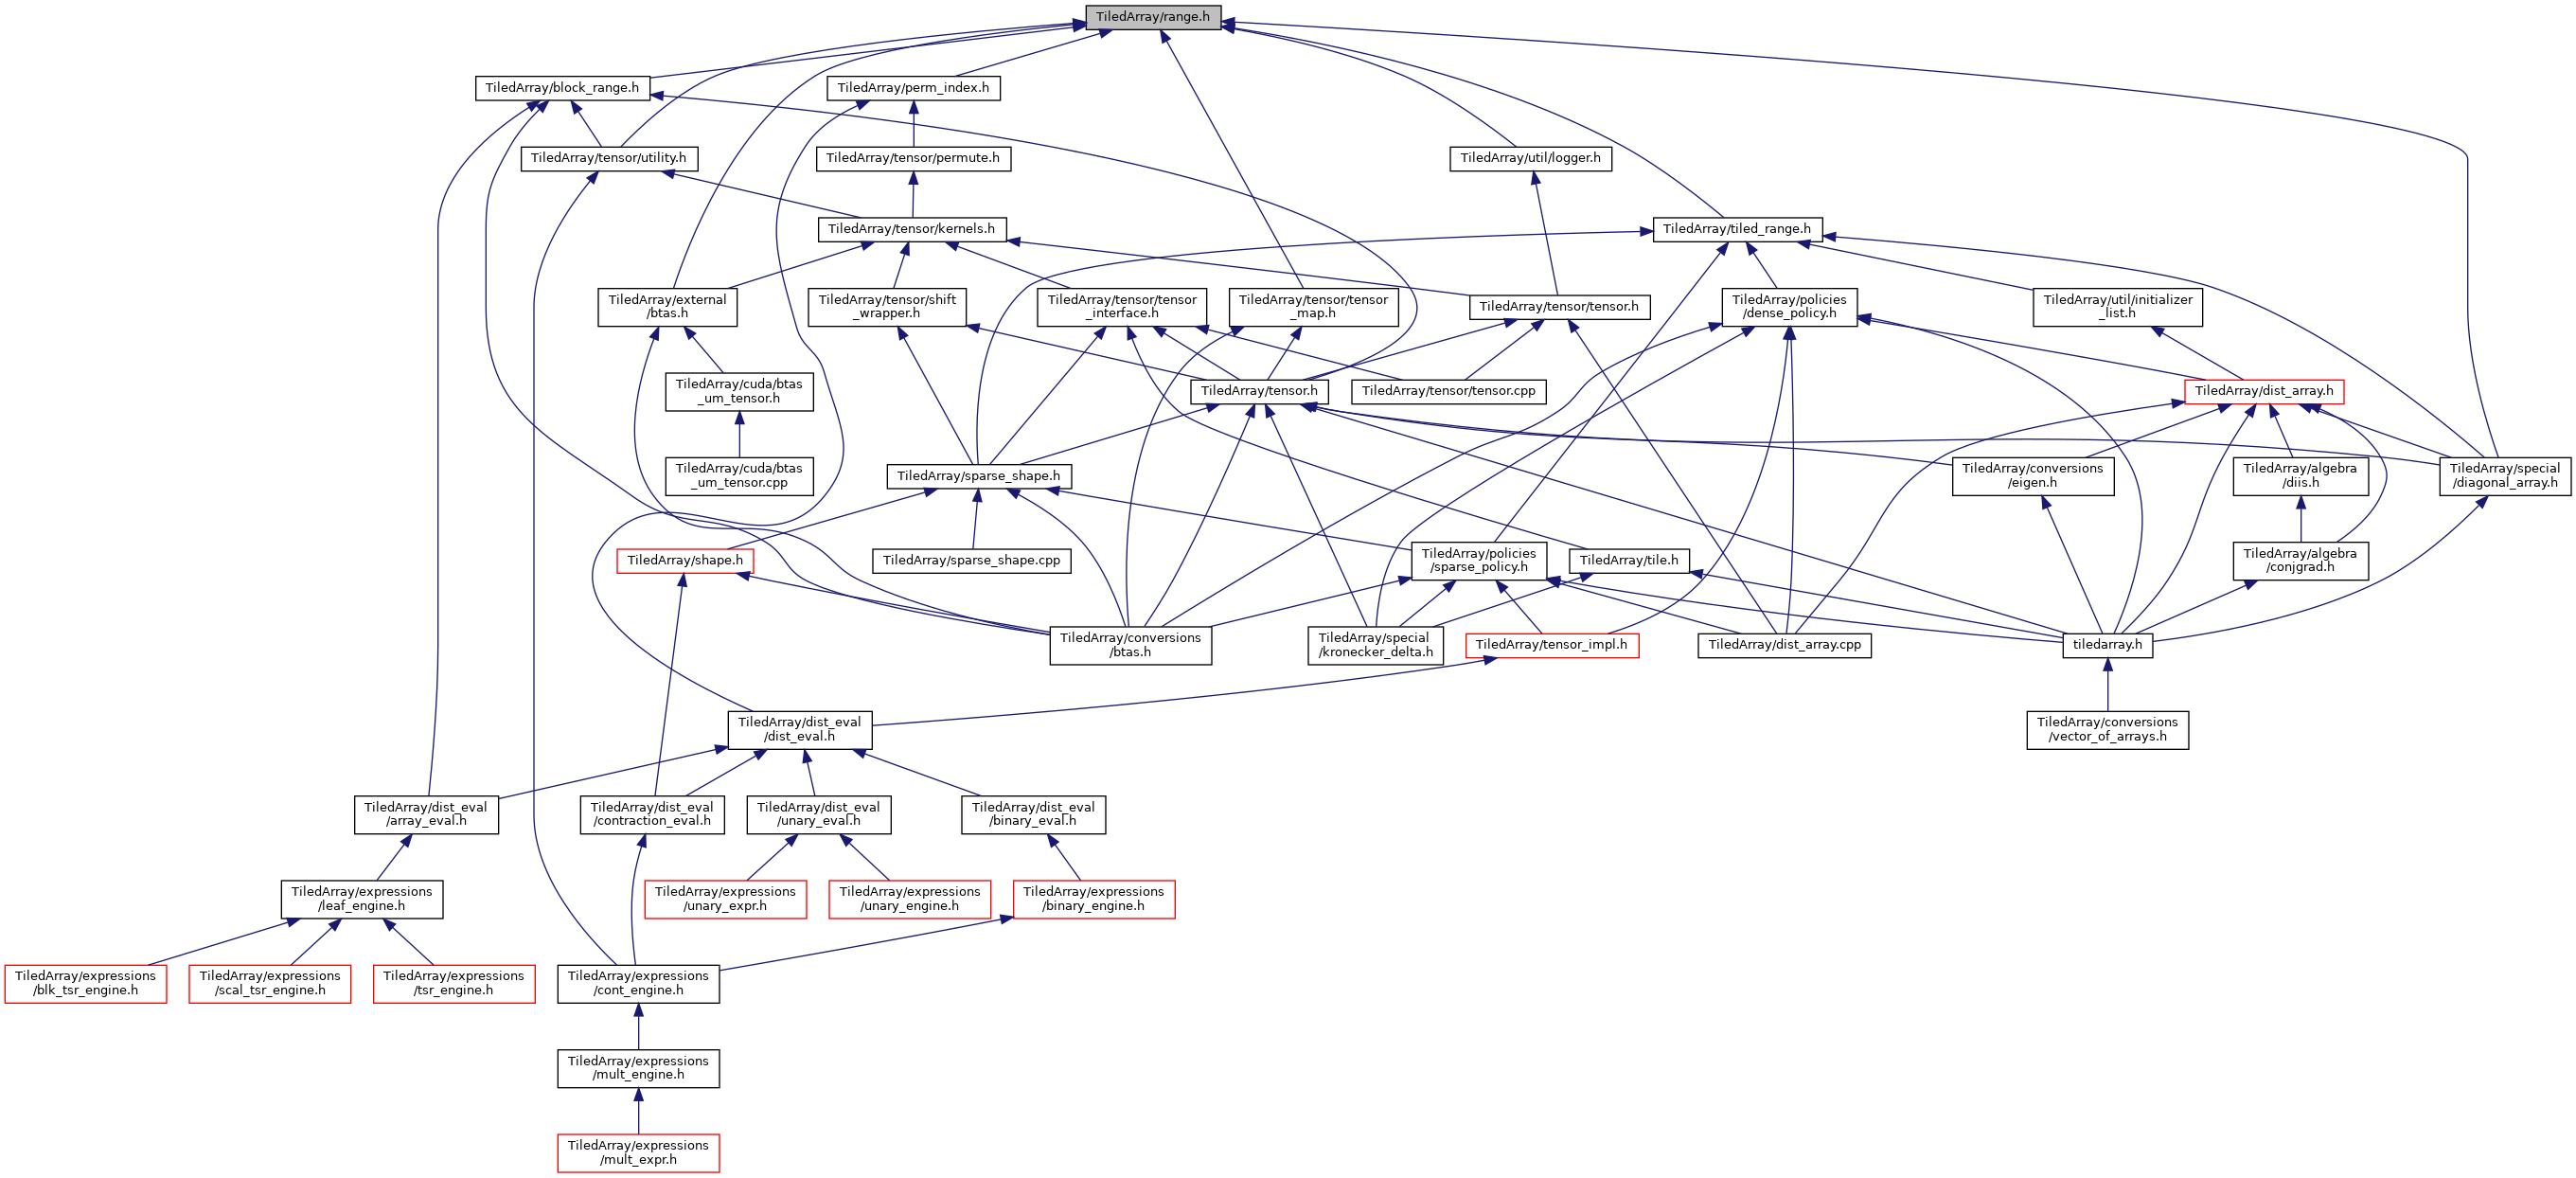 TiledArray/range.h
TiledArray/block_range.h
TiledArray/perm_index.h
TiledArray/tensor/utility.h
TiledArray/tensor/permute.h
TiledArray/util/logger.h
TiledArray/tensor/kernels.h
TiledArray/tiled_range.h
TiledArray/external
/btas.h
TiledArray/tensor/shift
_wrapper.h
TiledArray/tensor/tensor
_interface.h
TiledArray/tensor/tensor
_map.h
TiledArray/tensor/tensor.h
TiledArray/policies
/dense_policy.h
TiledArray/util/initializer
_list.h
TiledArray/cuda/btas
_um_tensor.h
TiledArray/tensor.h
TiledArray/tensor/tensor.cpp
TiledArray/dist_array.h
TiledArray/cuda/btas
_um_tensor.cpp
TiledArray/sparse_shape.h
TiledArray/conversions
/eigen.h
TiledArray/algebra
/diis.h
TiledArray/special
/diagonal_array.h
TiledArray/shape.h
TiledArray/sparse_shape.cpp
TiledArray/policies
/sparse_policy.h
TiledArray/tile.h
TiledArray/algebra
/conjgrad.h
TiledArray/conversions
/btas.h
TiledArray/special
/kronecker_delta.h
TiledArray/tensor_impl.h
TiledArray/dist_array.cpp
tiledarray.h
TiledArray/dist_eval
/dist_eval.h
TiledArray/conversions
/vector_of_arrays.h
TiledArray/dist_eval
/array_eval.h
TiledArray/dist_eval
/contraction_eval.h
TiledArray/dist_eval
/unary_eval.h
TiledArray/dist_eval
/binary_eval.h
TiledArray/expressions
/leaf_engine.h
TiledArray/expressions
/unary_expr.h
TiledArray/expressions
/unary_engine.h
TiledArray/expressions
/binary_engine.h
TiledArray/expressions
/blk_tsr_engine.h
TiledArray/expressions
/scal_tsr_engine.h
TiledArray/expressions
/tsr_engine.h
TiledArray/expressions
/cont_engine.h
TiledArray/expressions
/mult_engine.h
TiledArray/expressions
/mult_expr.h